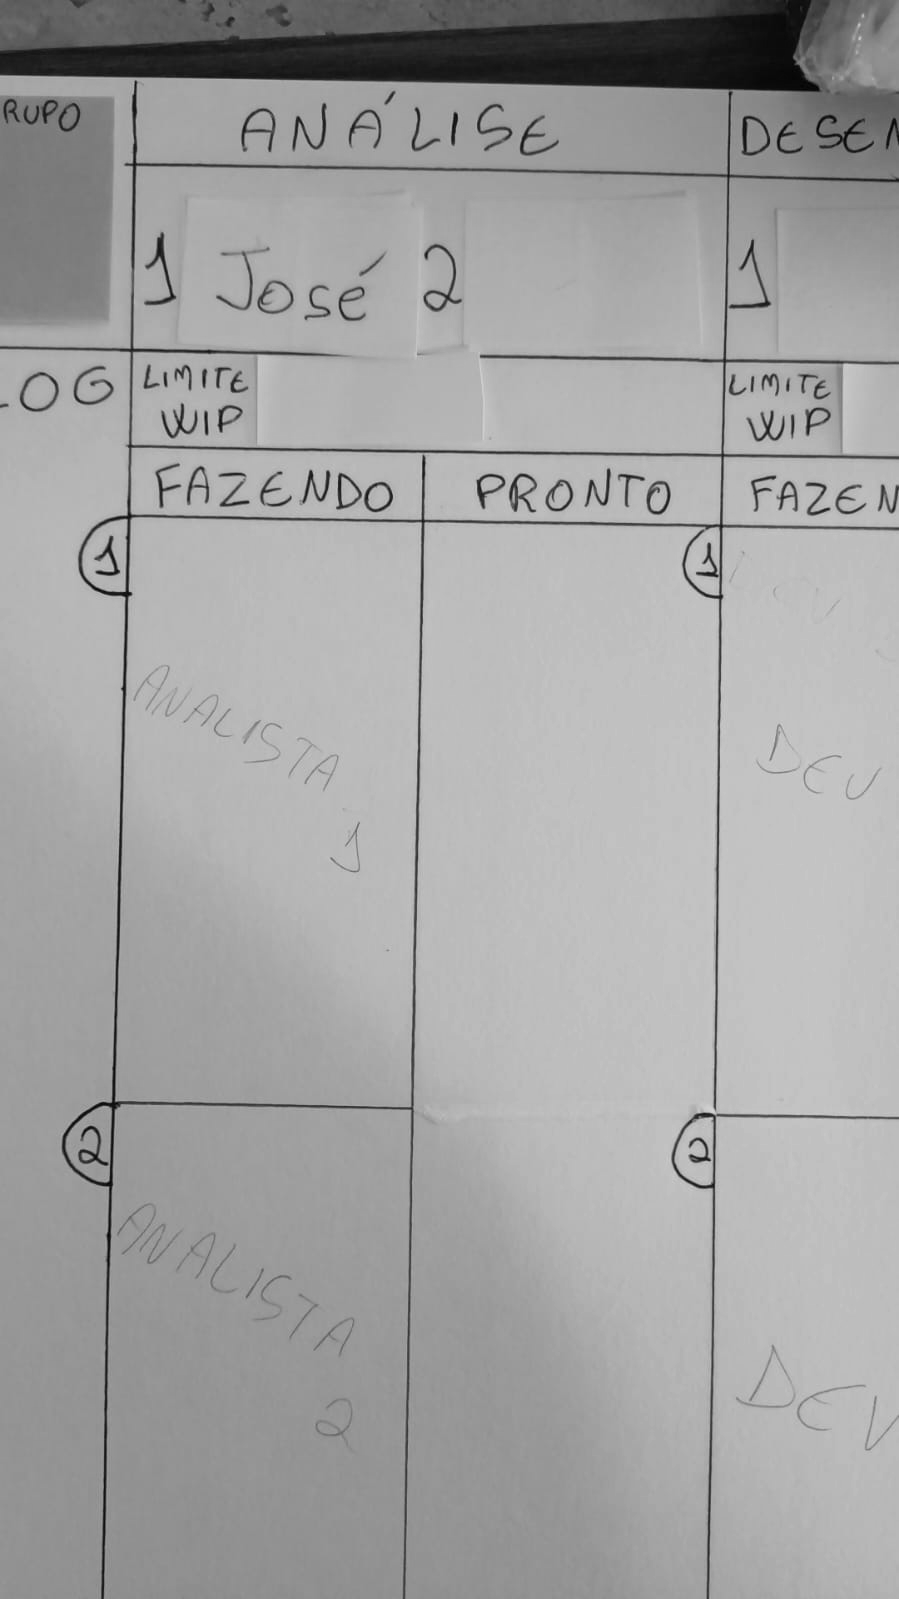 RUPO
ANÁLISE
DESEN
1 José 2
1
LOG
LIMITE
WIP
LIMITE
WIP
FAZENDO
PRONTO
FAZEN
1
1
ANALISTA
1
DEV
2
2
ANALISTA
2
DEV